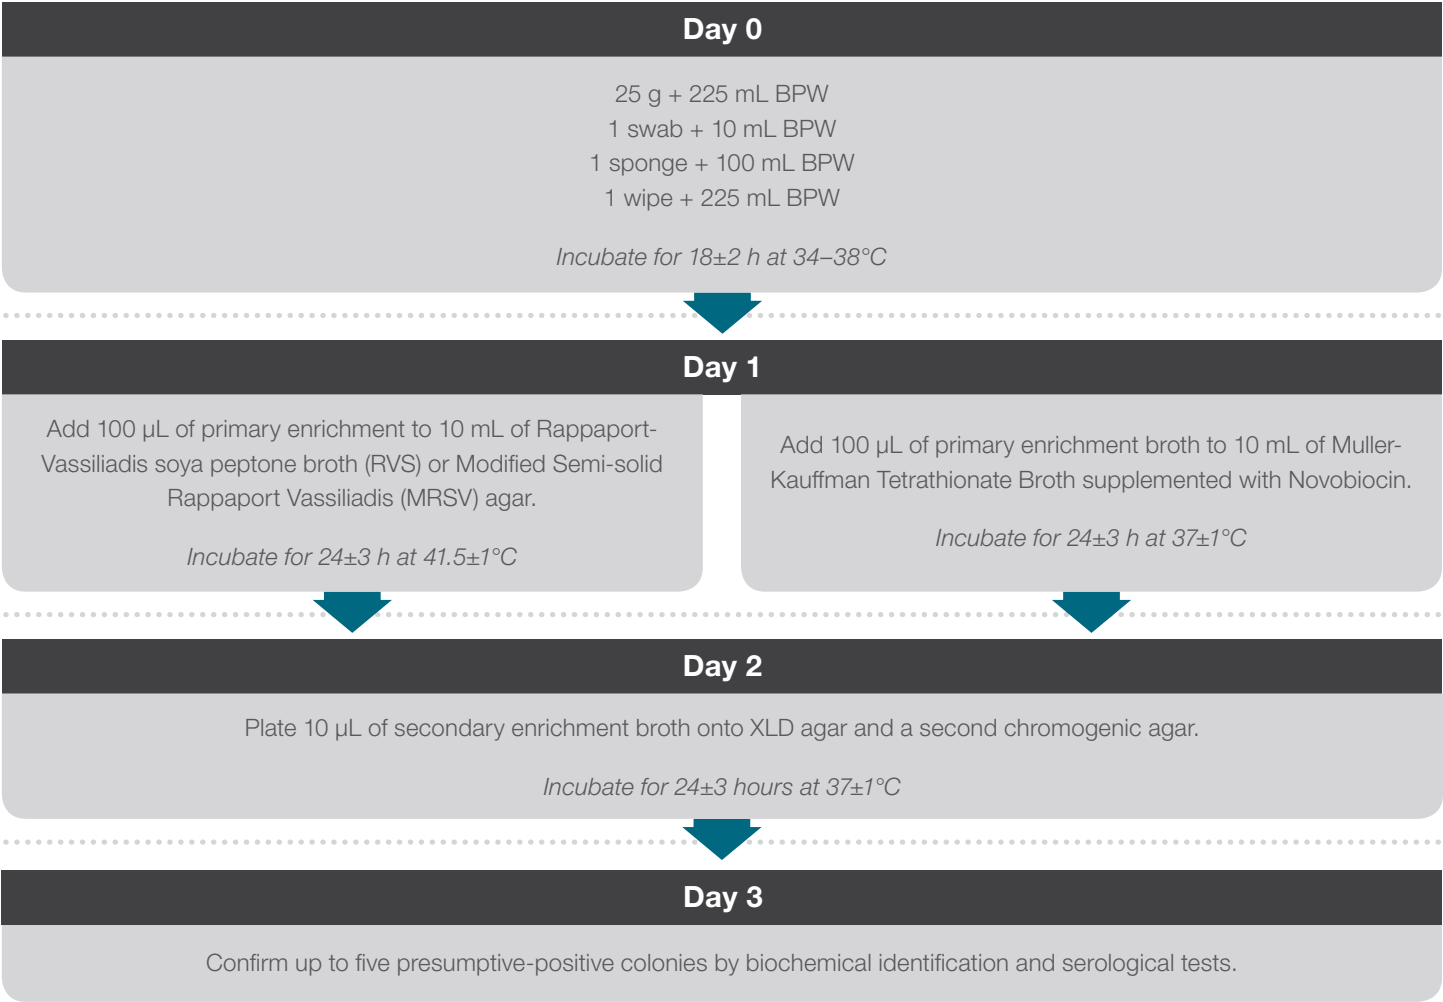 Day 0
25 g + 225 mL BPW
1 swab + 10 mL BPW
1 sponge + 100 mL BPW
1 wipe + 225 mL BPW
Incubate for 18±2 h at 34–38°C
Day 1
Add 100 µL of primary enrichment to 10 mL of Rappaport-
Vassiliadis soya peptone broth (RVS) or Modified Semi-solid
Rappaport Vassiliadis (MRSV) agar.
Incubate for 24±3 h at 41.5±1°C
Add 100 µL of primary enrichment broth to 10 mL of Muller-
Kauffman Tetrathionate Broth supplemented with Novobiocin.
Incubate for 24±3 h at 37±1°C
Day 2
Plate 10 µL of secondary enrichment broth onto XLD agar and a second chromogenic agar.
Incubate for 24±3 hours at 37±1°C
Day 3
Confirm up to five presumptive-positive colonies by biochemical identification and serological tests.